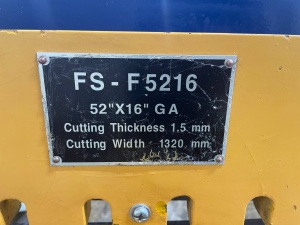 FS - F5216
52"X16" GA
Cutting Thickness 1.5 mm
Cutting Width 1320 mm